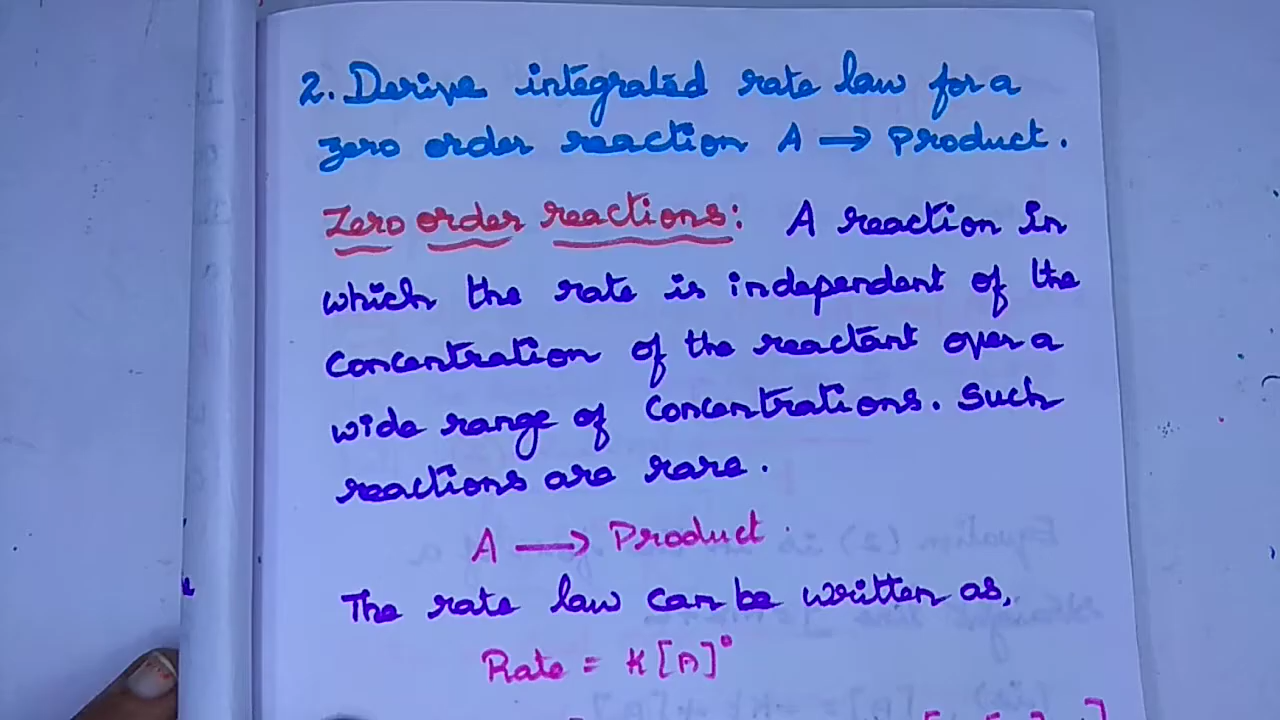 2. Derive integrated rate law for a
zero order reaction A → Product.
Zero order reactions: A reaction in
which the rate is independent of the
concentration of the reactant over a
wide range of concentrations. Such
reactions are rare.
A → Product.
The rate law can be written as,
Rate = K[A]°